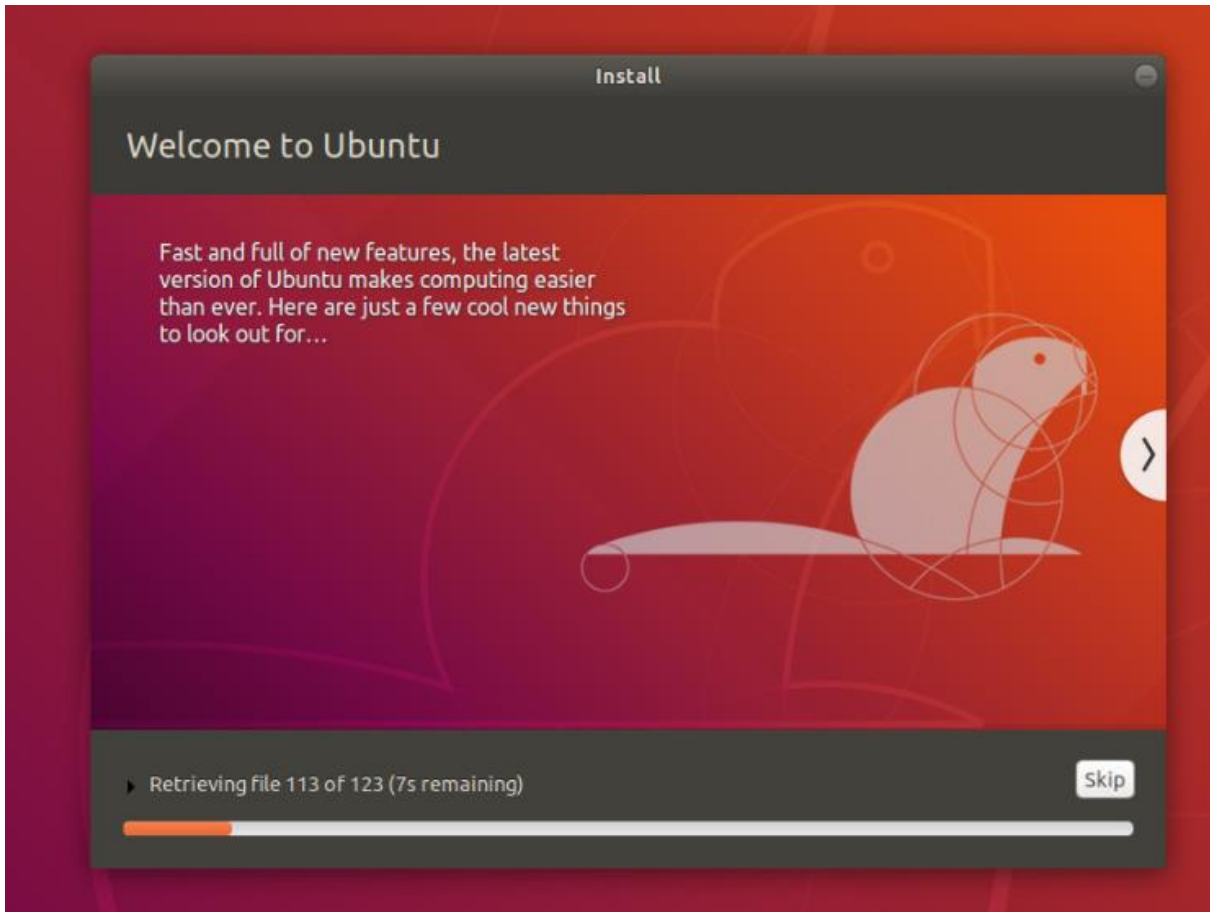 Install
Welcome to Ubuntu
Fast and full of new features, the latest
version of Ubuntu makes computing easier
than ever. Here are just a few cool new things
to look out for...
Retrieving file 113 of 123 (7s remaining)
Skip